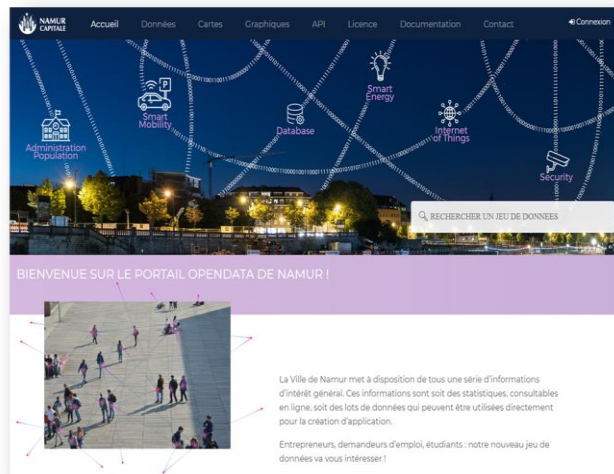 NAMUR
CAPITALE
Accueil Données Cartes Graphiques API Licence Documentation Contact Connexion
Smart
Energy
Smart
Mobility
Database
Internet
of Things
Administration
Population
Security
RECHERCHER UN JEU DE DONNEES
BIENVENUE SUR LE PORTAIL OPENDATA DE NAMUR !
La Ville de Namur met à disposition de tous une série d'informations
d'intérêt général. Ces informations sont soit des statistiques, consultables
en ligne, soit des lots de données qui peuvent être utilisées directement
pour la création d'application.
Entrepreneurs, demandeurs d'emploi, étudiants : notre nouveau jeu de
données va vous intéresser !